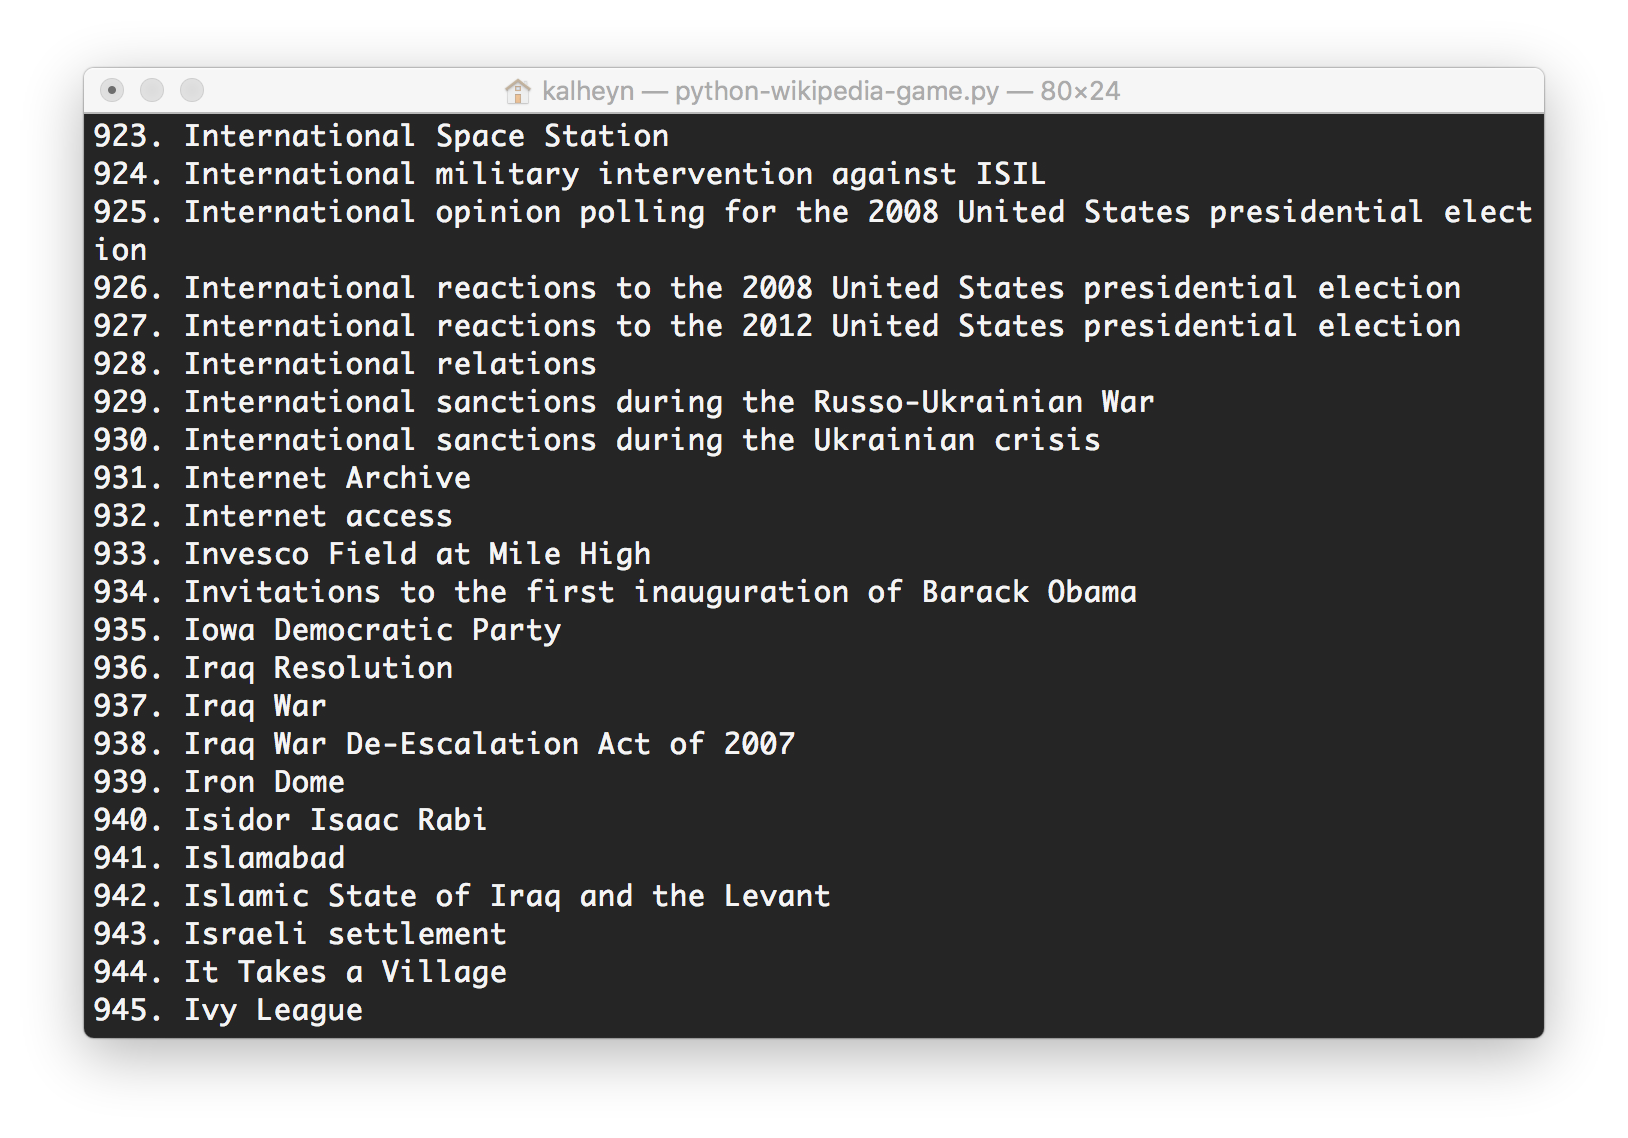 kalheyn — python-wikipedia-game.py — 80×24
923. International Space Station
924. International military intervention against ISIL
925. International opinion polling for the 2008 United States presidential elect
ion
926. International reactions to the 2008 United States presidential election
927. International reactions to the 2012 United States presidential election
928. International relations
929. International sanctions during the Russo-Ukrainian War
930. International sanctions during the Ukrainian crisis
931. Internet Archive
932. Internet access
933. Invesco Field at Mile High
934. Invitations to the first inauguration of Barack Obama
935. Iowa Democratic Party
936. Iraq Resolution
937. Iraq War
938. Iraq War De-Escalation Act of 2007
939. Iron Dome
940. Isidor Isaac Rabi
941. Islamabad
942. Islamic State of Iraq and the Levant
943. Israeli settlement
944. It Takes a Village
945. Ivy League